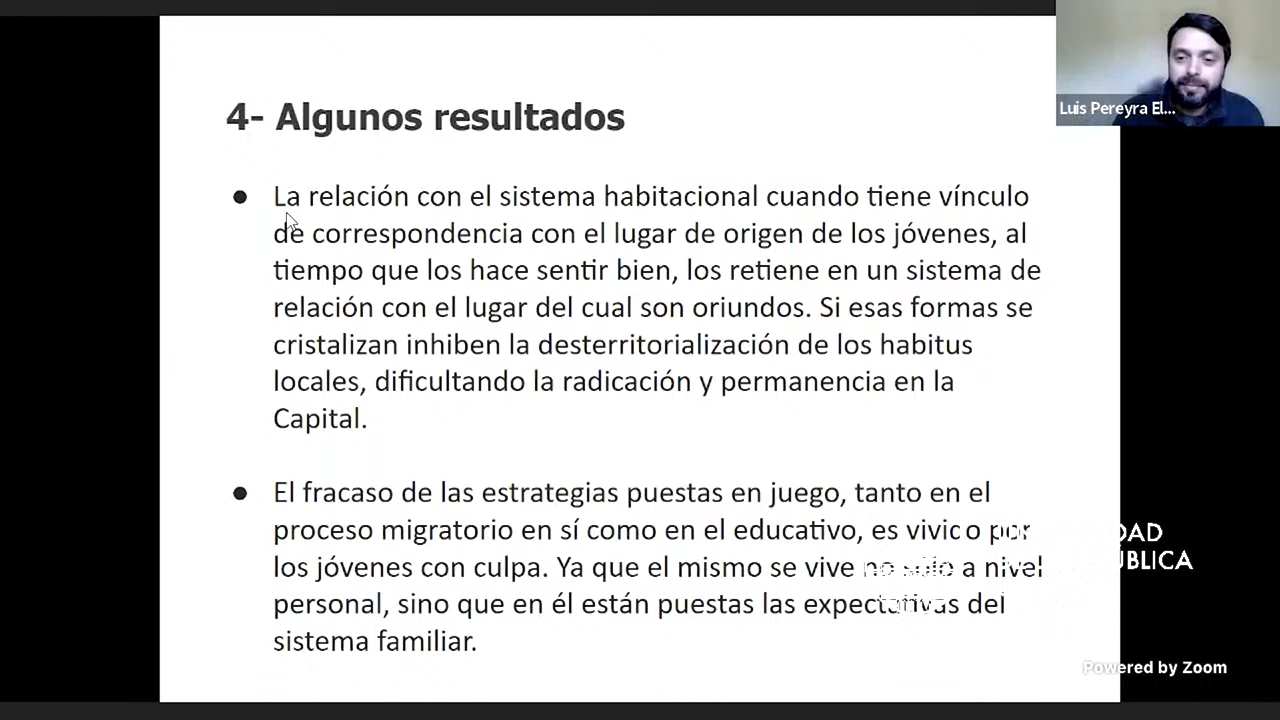 4- Algunos resultados
Luis Pereyra El...
● La relación con el sistema habitacional cuando tiene vínculo
de correspondencia con el lugar de origen de los jóvenes, al
tiempo que los hace sentir bien, los retiene en un sistema de
relación con el lugar del cual son oriundos. Si esas formas se
cristalizan inhiben la desterritorialización de los habitus
locales, dificultando la radicación y permanencia en la
Capital.
● El fracaso de las estrategias puestas en juego, tanto en el
proceso migratorio en sí como en el educativo, es vivido por
los jóvenes con culpa. Ya que el mismo se vive no solo a nivel
personal, sino que en él están puestas las expectativas del
sistema familiar.
Powered by Zoom